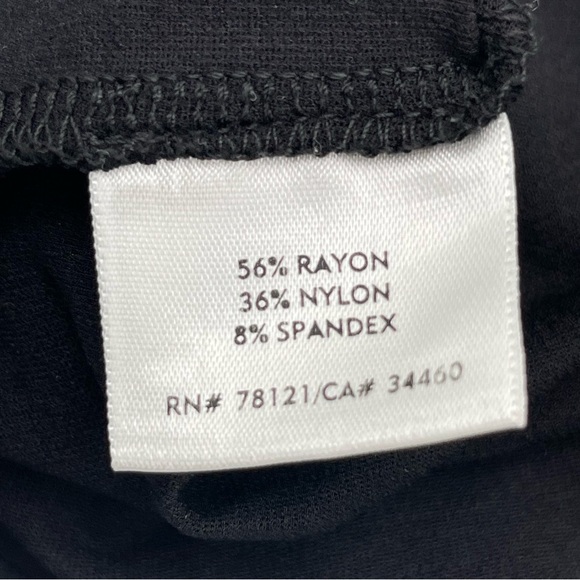 56% RAYON
36% NYLON
8% SPANDEX
RN# 78121/CA# 34460